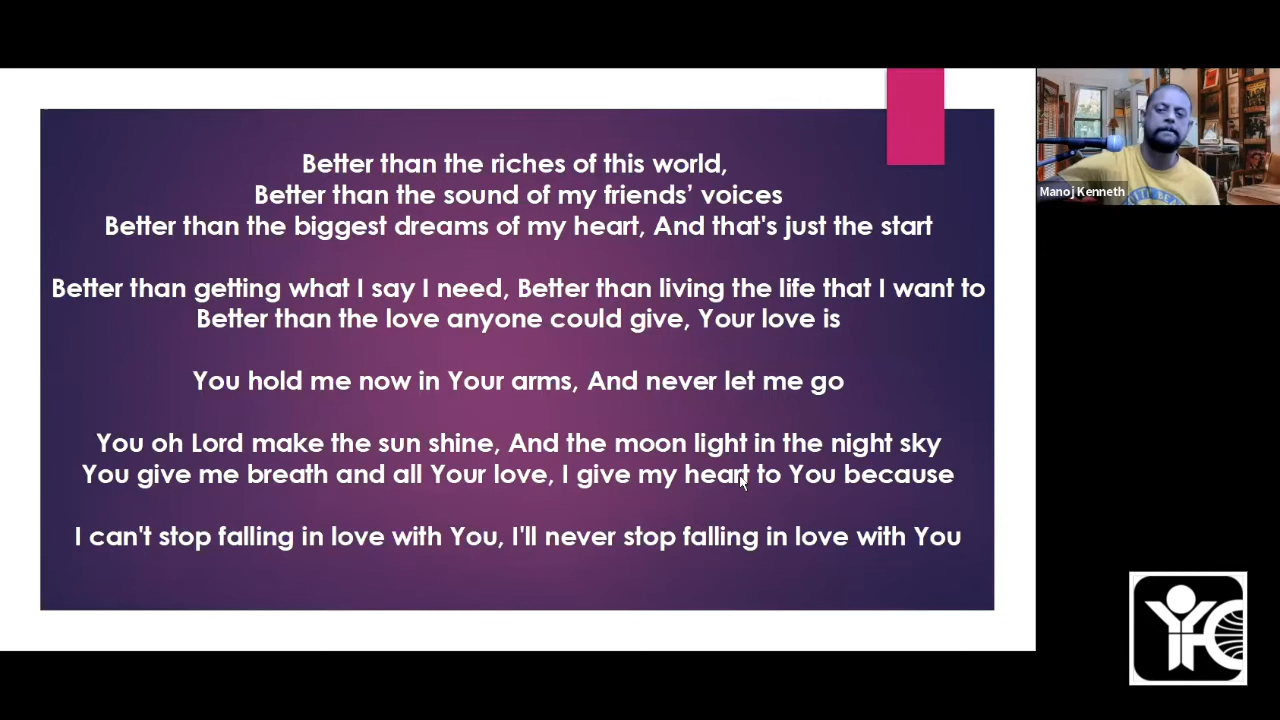 Better than the riches of this world,
Better than the sound of my friends’ voices
Better than the biggest dreams of my heart, And that's just the start
Better than getting what I say I need, Better than living the life that I want to
Better than the love anyone could give, Your love is
You hold me now in Your arms, And never let me go
You oh Lord make the sun shine, And the moon light in the night sky
You give me breath and all Your love, I give my heart to You because
I can't stop falling in love with You, I'll never stop falling in love with You
Manoj Kenneth
YFC